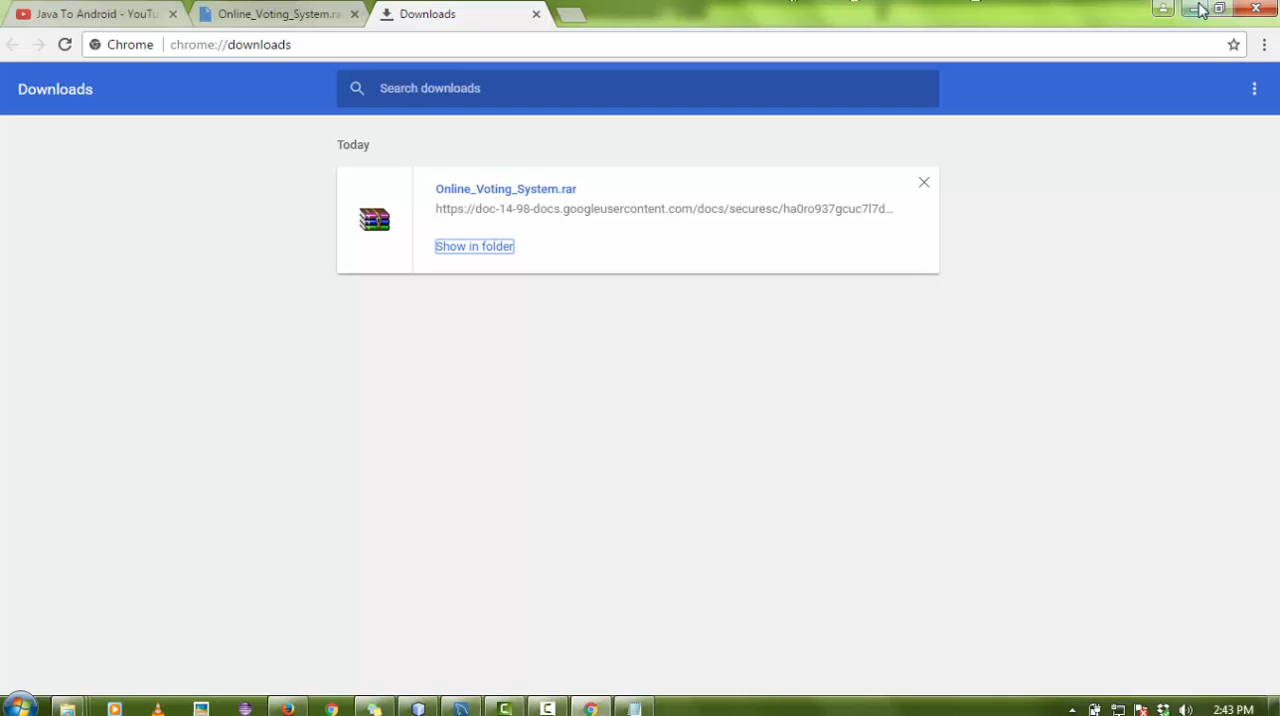 Java To Android - YouTu
Online_Voting_System.ra
Downloads
Chrome
chrome://downloads
Downloads
Search downloads
Today
Online_Voting_System.rar
https://doc-14-98-docs.googleusercontent.com/docs/securesc/ha0ro937gcuc7l7d...
Show in folder
2:43 PM